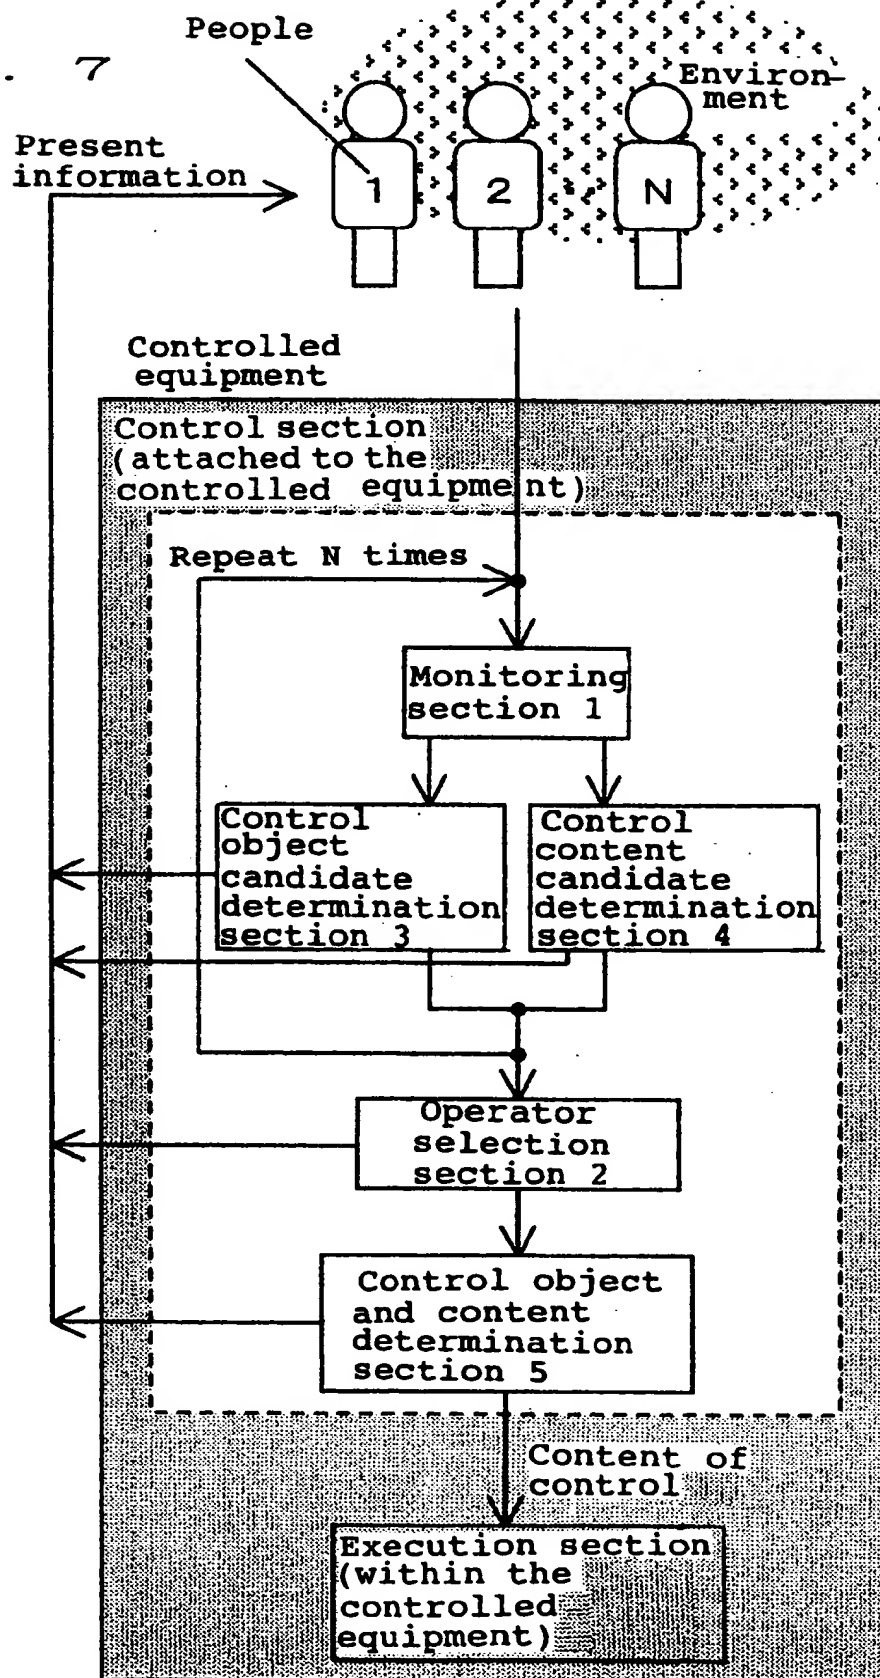 People
. 7
Environ-
ment
Present
information
1 2 N
Controlled
equipment
Control section
(attached to the
controlled equipment)
Repeat N times
Monitoring
section 1
Control
object
candidate
determination
section 3
Control
content
candidate
determination
section 4
Operator
selection
section 2
Control object
and content
determination
section 5
Content of
control
Execution section
(within the
controlled
equipment)